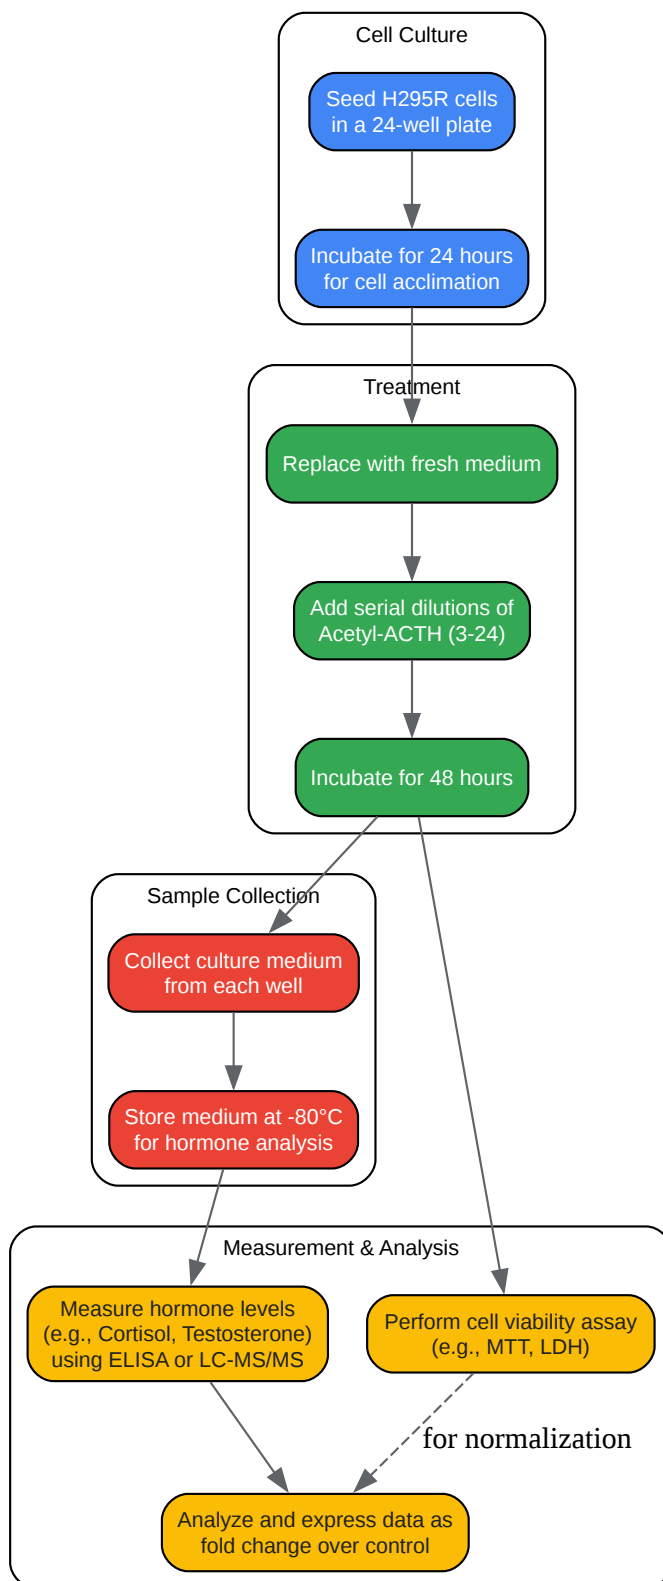 Cell Culture
Seed H295R cells
in a 24-well plate
Incubate for 24 hours
for cell acclimation
Treatment
Replace with fresh medium
Add serial dilutions of
Acetyl-ACTH (3-24)
Incubate for 48 hours
Sample Collection
Collect culture medium
from each well
Store medium at -80°C
for hormone analysis
Measurement & Analysis
Measure hormone levels
(e.g., Cortisol, Testosterone)
using ELISA or LC-MS/MS
Perform cell viability assay
(e.g., MTT, LDH)
for normalization
Analyze and express data as
fold change over control